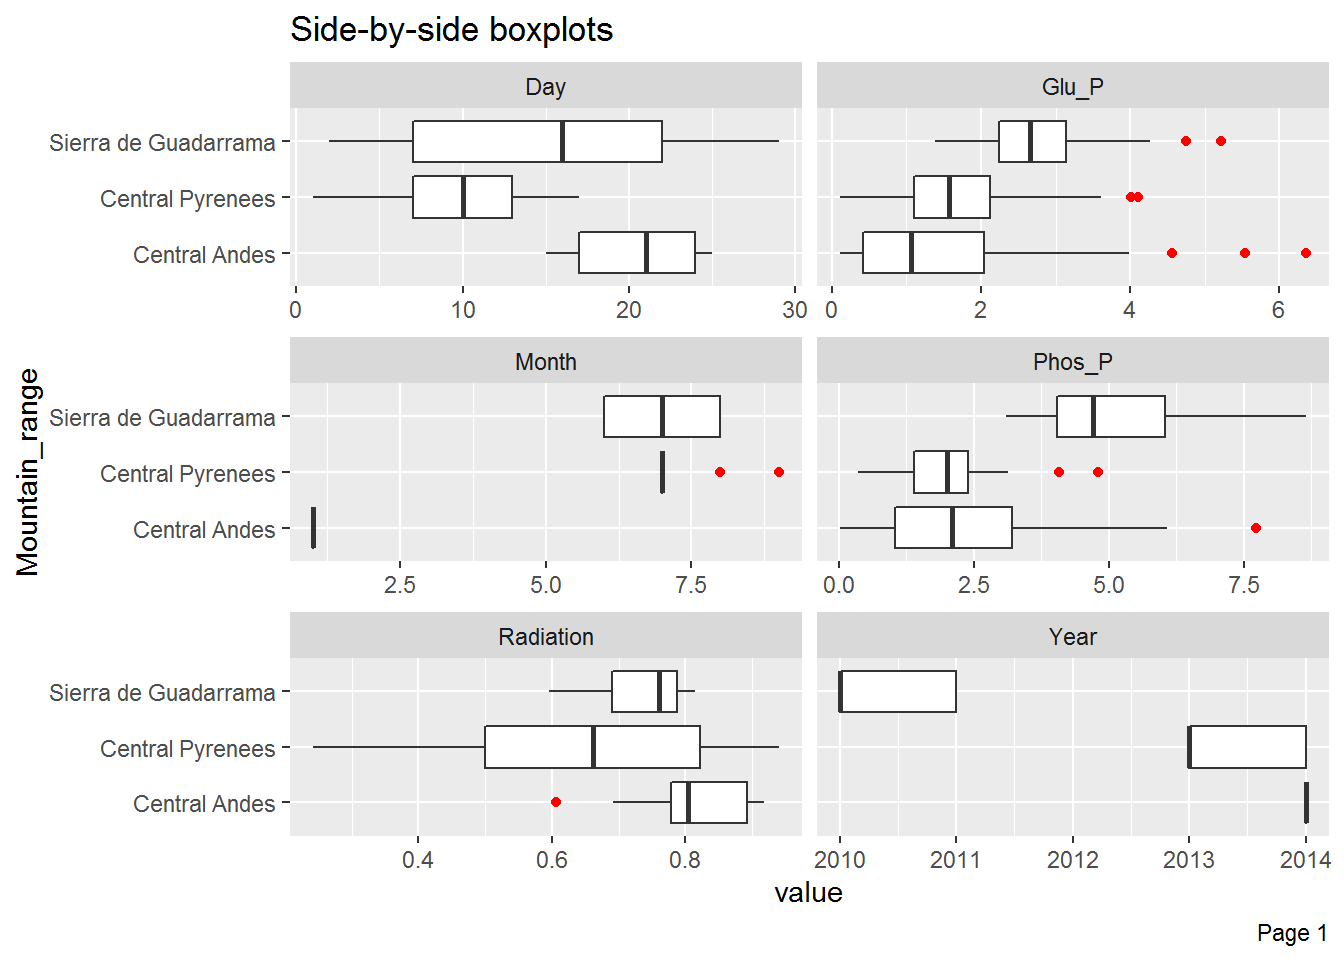 Side-by-side boxplots
Day
Glu_P
Sierra de Guadarrama
Central Pyrenees
Central Andes
0 10 20 30
0 2 4 6
Month
Phos_P
Mountain_range
Sierra de Guadarrama
Central Pyrenees
Central Andes
2.5 5.0 7.5
0.0 2.5 5.0 7.5
Radiation
Year
Sierra de Guadarrama
Central Pyrenees
Central Andes
0.4 0.6 0.8
2010 2011 2012 2013 2014
value
Page 1